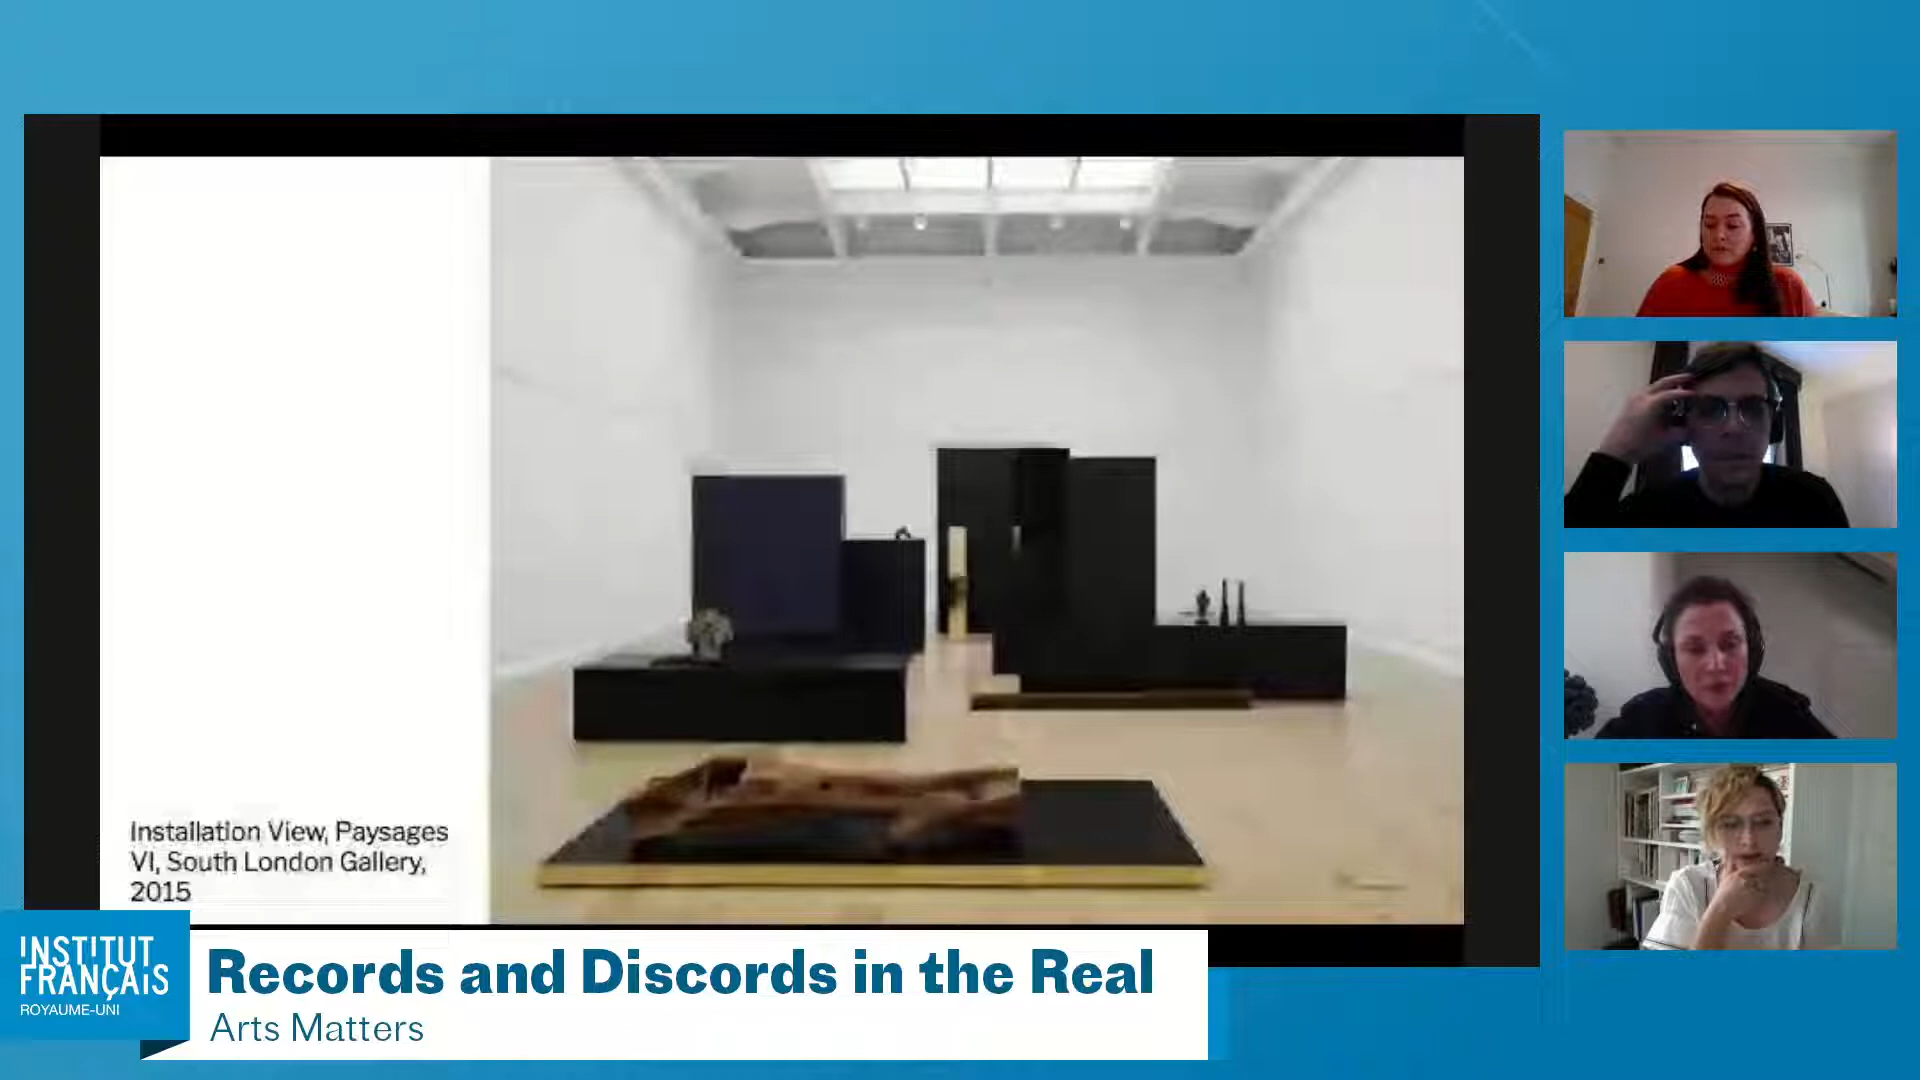 Installation View, Paysages
VI, South London Gallery,
2015
INSTITUT
FRANÇAIS
ROYAUME-UNI
Records and Discords in the Real
Arts Matters